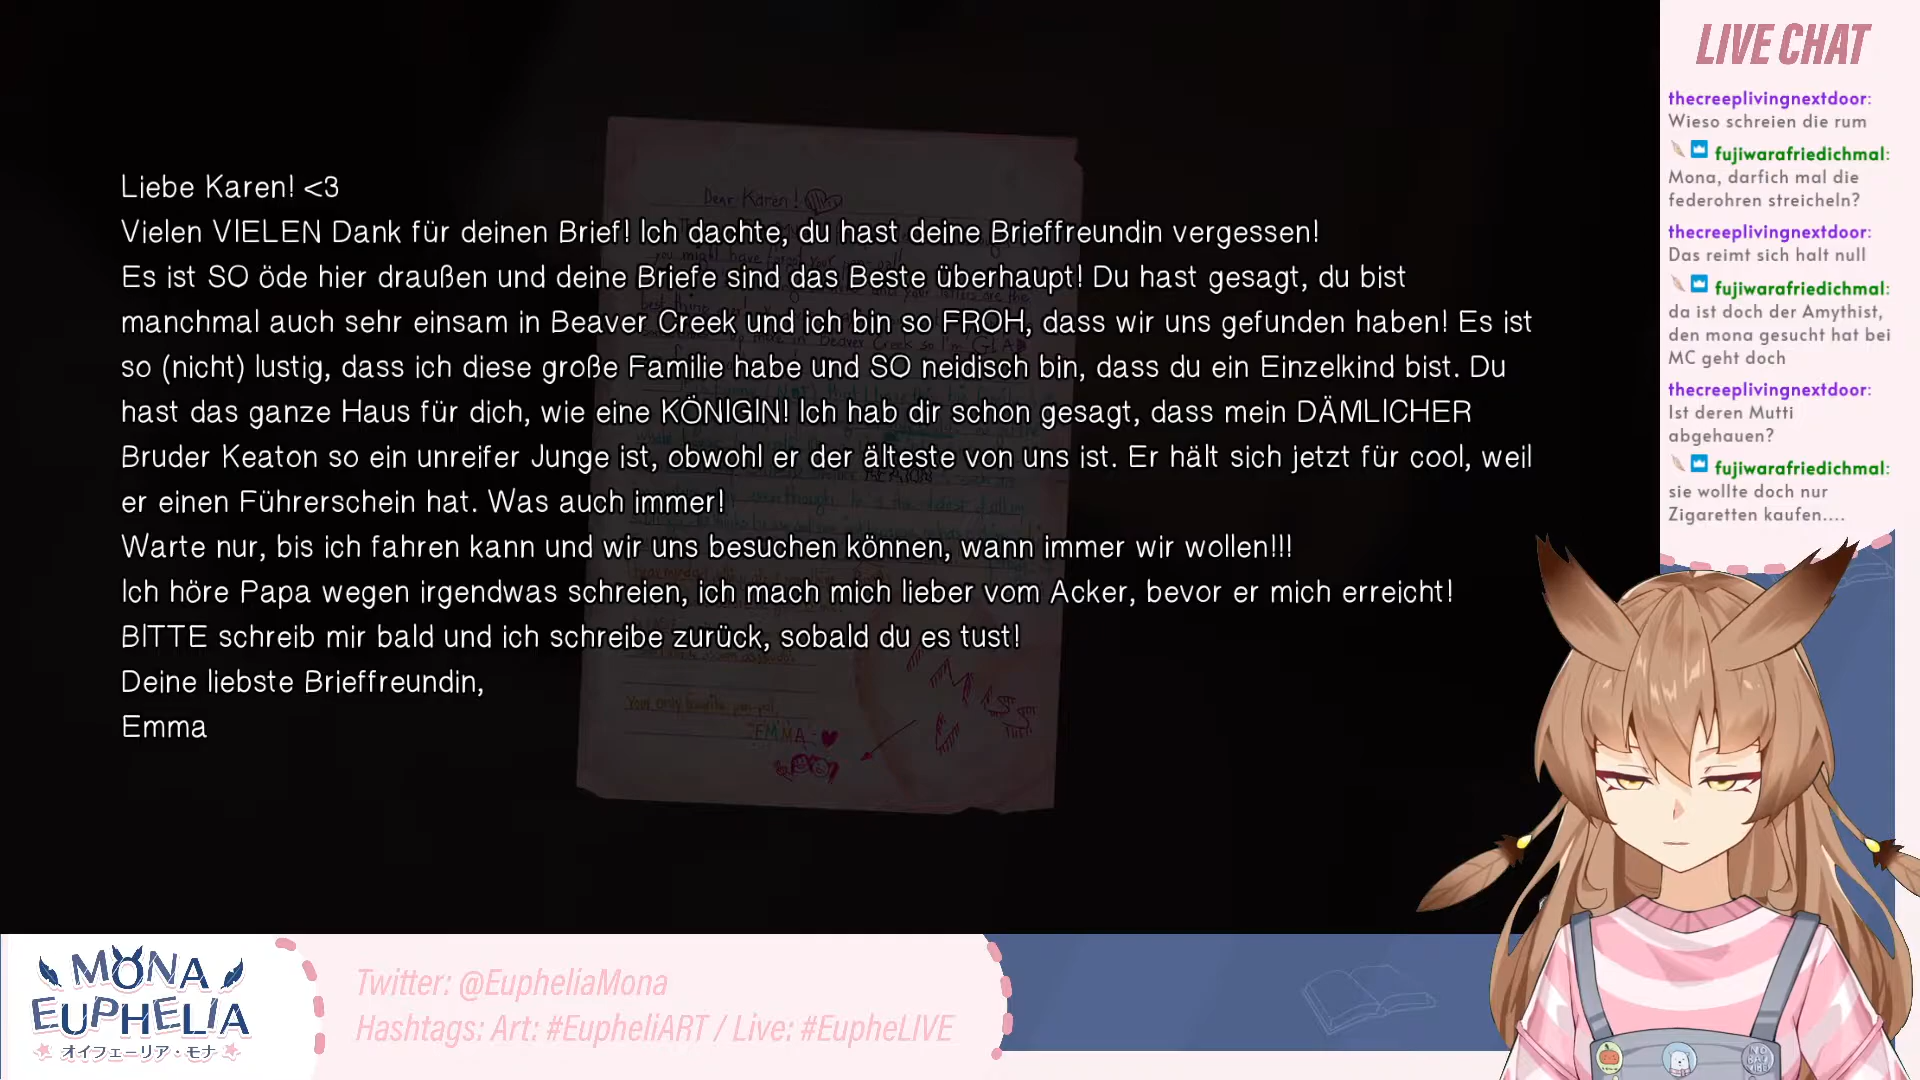 Liebe Karen! <3
Vielen VIELEN Dank für deinen Brief! Ich dachte, du hast deine Brieffreundin vergessen!
Es ist SO öde hier draußen und deine Briefe sind das Beste überhaupt! Du hast gesagt, du bist
manchmal auch sehr einsam in Beaver Creek und ich bin so FROH, dass wir uns gefunden haben! Es ist
so (nicht) lustig, dass ich diese große Familie habe und SO neidisch bin, dass du ein Einzelkind bist. Du
hast das ganze Haus für dich, wie eine KÖNIGIN! Ich hab dir schon gesagt, dass mein DÄMLICHER
Bruder Keaton so ein unreifer Junge ist, obwohl er der älteste von uns ist. Er hält sich jetzt für cool, weil
er einen Führerschein hat. Was auch immer!
Warte nur, bis ich fahren kann und wir uns besuchen können, wann immer wir wollen!!!
Ich höre Papa wegen irgendwas schreien, ich mach mich lieber vom Acker, bevor er mich erreicht!
BITTE schreib mir bald und ich schreibe zurück, sobald du es tust!
Deine liebste Brieffreundin,
Emma
Dear Karen!
EMMA
LIVE CHAT
thecreeplivingnextdoor:
Wieso schreien die rum
fujiwarafriedichmal:
Mona, darfich mal die
federohren streicheln?
thecreeplivingnextdoor:
Das reimt sich halt null
fujiwarafriedichmal:
da ist doch der Amythist,
den mona gesucht hat bei
MC geht doch
thecreeplivingnextdoor:
Ist deren Mutti
abgehauen?
fujiwarafriedichmal:
sie wollte doch nur
Zigaretten kaufen....
MONA
EUPHELIA
オイフェーリア・モナ
Twitter: @EupheliaMona
Hashtags: Art: #EupheliART / Live: #EupheLIVE